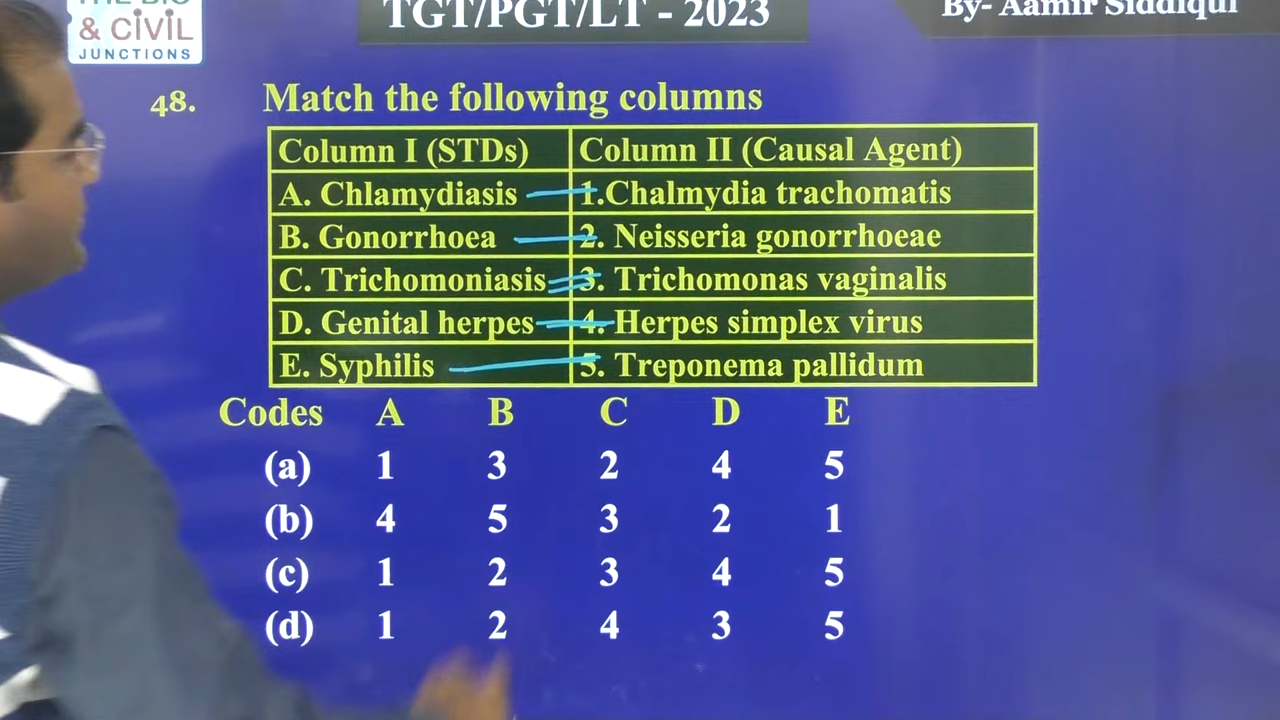 THE BIO
& CIVIL
JUNCTIONS
TGT/PGT/LT - 2023
By- Aamir Siddiqui
48. Match the following columns
Column I (STDs) Column II (Causal Agent)
A. Chlamydiasis 1.Chalmydia trachomatis
B. Gonorrhoea 2. Neisseria gonorrhoeae
C. Trichomoniasis 3. Trichomonas vaginalis
D. Genital herpes 4. Herpes simplex virus
E. Syphilis 5. Treponema pallidum
Codes A B C D E
(a) 1 3 2 4 5
(b) 4 5 3 2 1
(c) 1 2 3 4 5
(d) 1 2 4 3 5